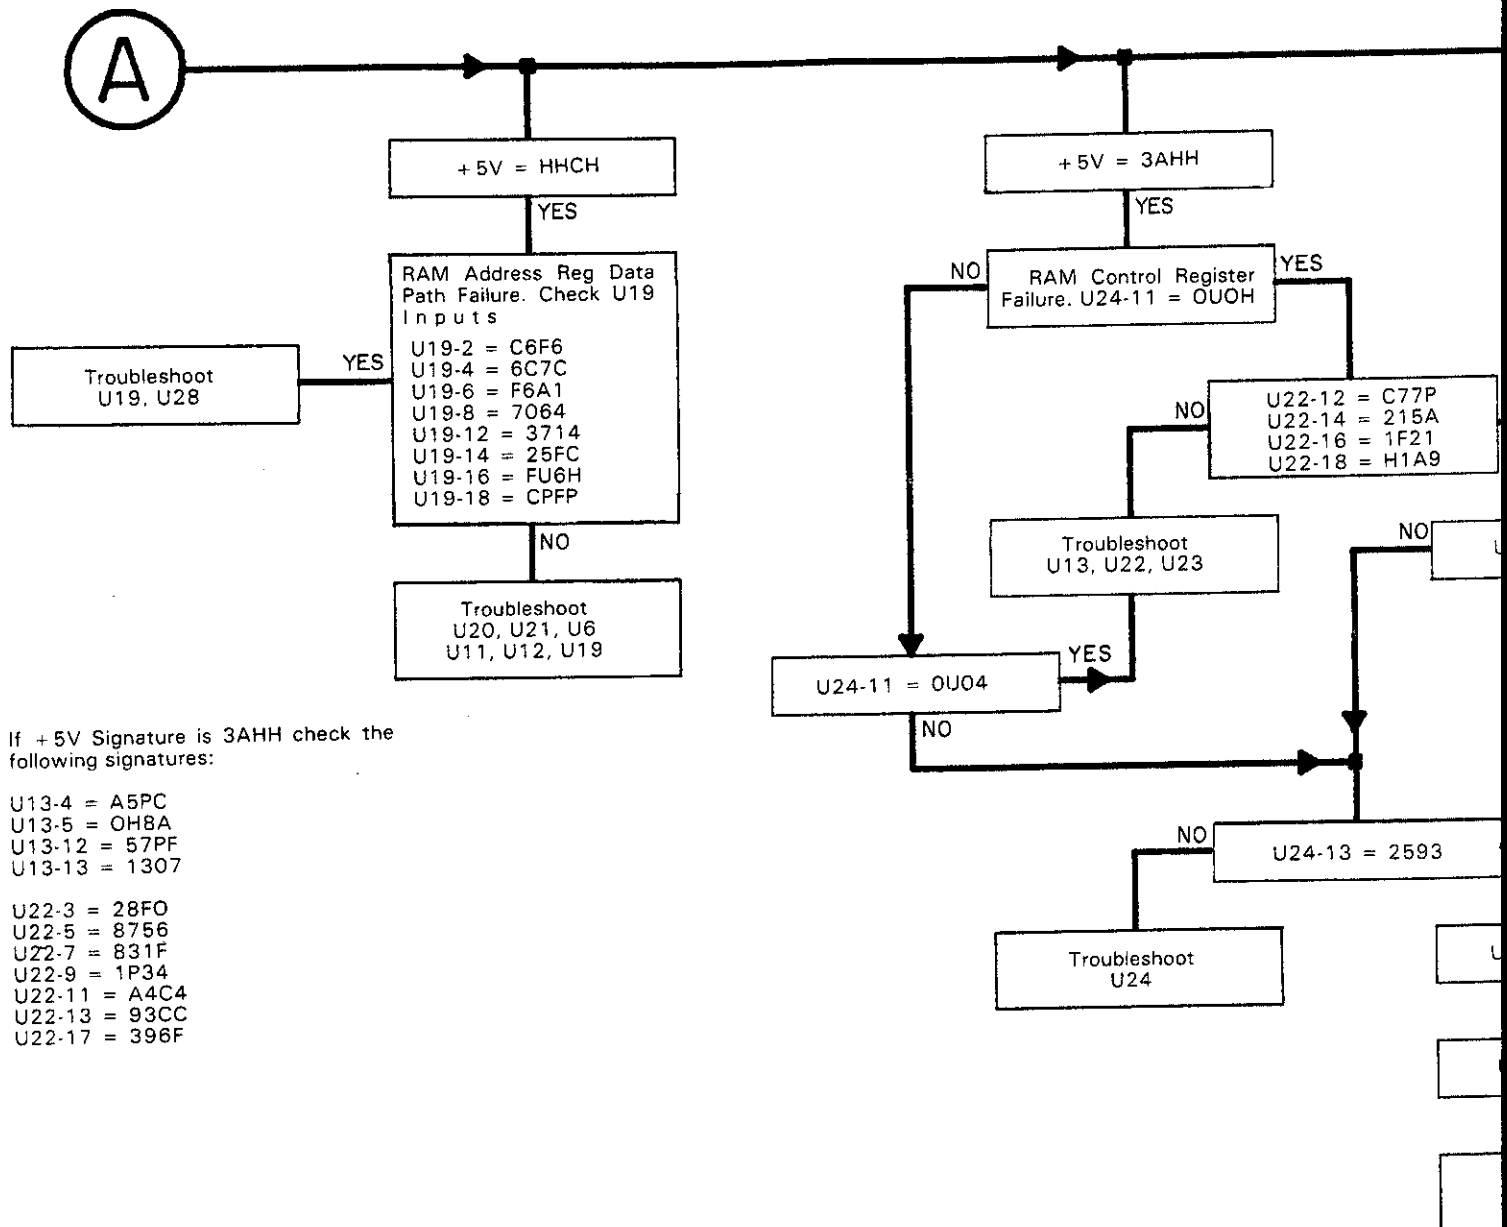 A
+5V = HHCH
YES
RAM Address Reg Data
Path Failure. Check U19
Inputs
U19-2 = C6F6
U19-4 = 6C7C
U19-6 = F6A1
U19-8 = 7064
U19-12 = 3714
U19-14 = 25FC
U19-16 = FU6H
U19-18 = CPFP
YES
Troubleshoot
U19, U28
NO
Troubleshoot
U20, U21, U6
U11, U12, U19
+5V = 3AHH
YES
NO
RAM Control Register
Failure. U24-11 = 0U0H
YES
NO
U22-12 = C77P
U22-14 = 215A
U22-16 = 1F21
U22-18 = H1A9
Troubleshoot
U13, U22, U23
NO
U24-11 = 0U04
YES
NO
NO
U24-13 = 2593
Troubleshoot
U24
If +5V Signature is 3AHH check the
following signatures:
U13-4 = A5PC
U13-5 = 0H8A
U13-12 = 57PF
U13-13 = 1307
U22-3 = 28F0
U22-5 = 8756
U22-7 = 831F
U22-9 = 1P34
U22-11 = A4C4
U22-13 = 93CC
U22-17 = 396F